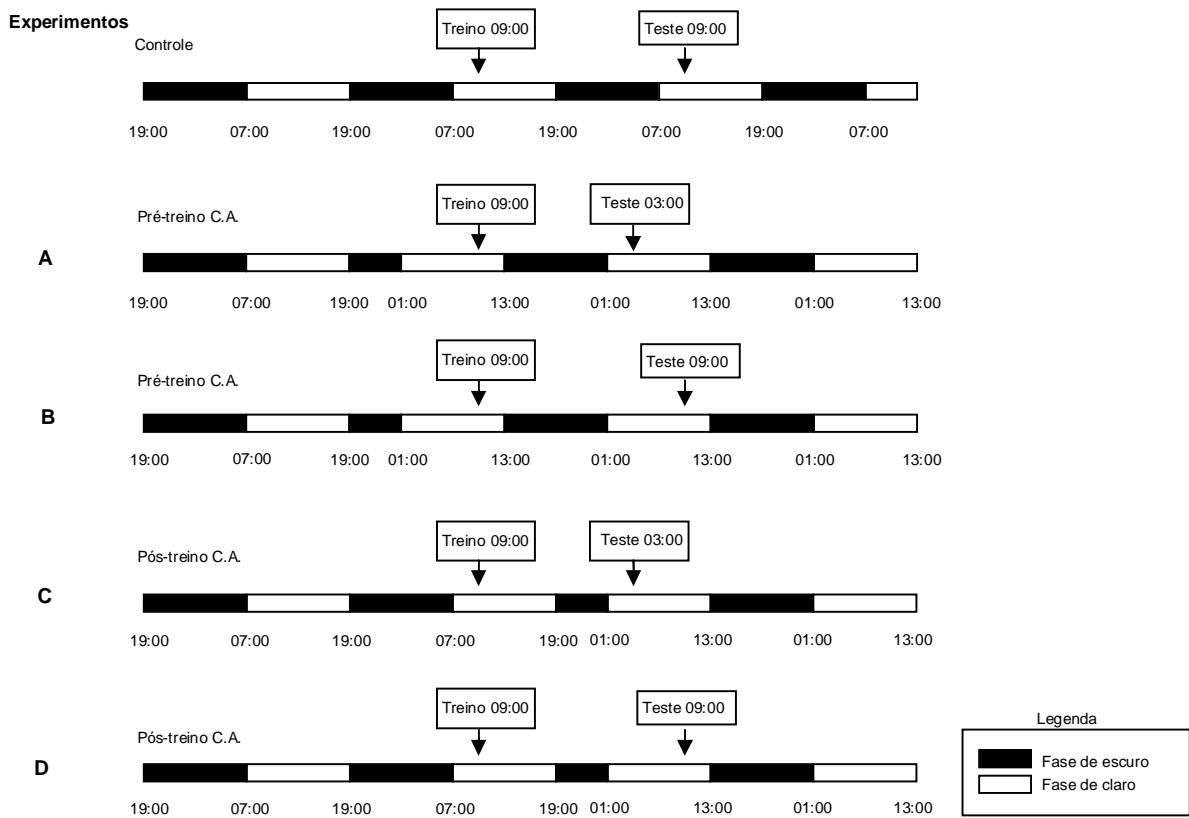 Experimentos
Controle
Treino 09:00
Teste 09:00
19:00 07:00 19:00 07:00 19:00 07:00 19:00 07:00
Pré-treino C.A.
Treino 09:00
Teste 03:00
A
19:00 07:00 19:00 01:00 13:00 01:00 13:00 01:00 13:00
Pré-treino C.A.
Treino 09:00
Teste 09:00
B
19:00 07:00 19:00 01:00 13:00 01:00 13:00 01:00 13:00
Pós-treino C.A.
Treino 09:00
Teste 03:00
C
19:00 07:00 19:00 07:00 19:00 01:00 13:00 01:00 13:00
Pós-treino C.A.
Treino 09:00
Teste 09:00
D
19:00 07:00 19:00 07:00 19:00 01:00 13:00 01:00 13:00
Legenda
Fase de escuro
Fase de claro